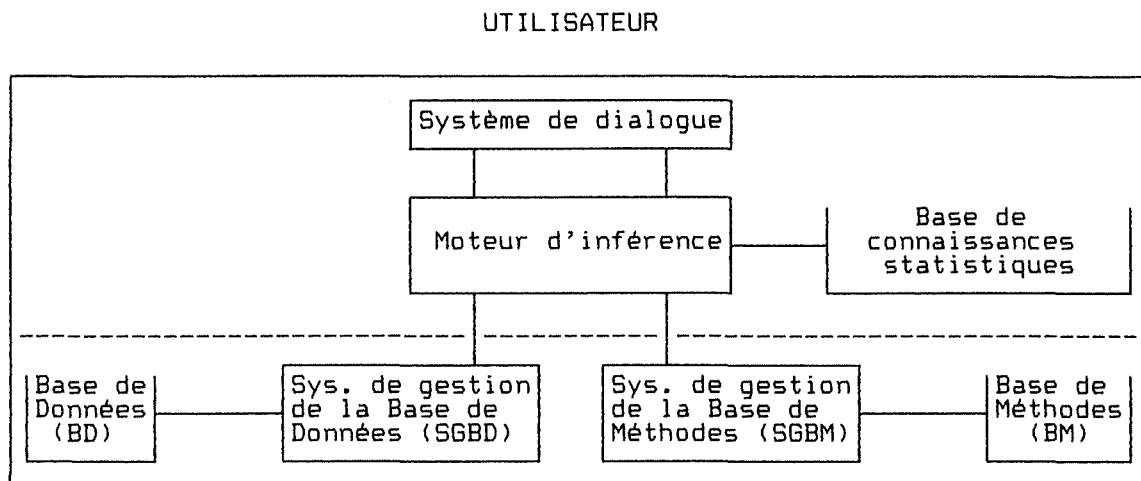 UTILISATEUR
Système de dialogue
Moteur d'inférence
Base de
connaissances
statistiques
Base de
Données
(BD)
Sys. de gestion
de la Base de
Données (SGBD)
Sys. de gestion
de la Base de
Méthodes (SGBM)
Base de
Méthodes
(BM)